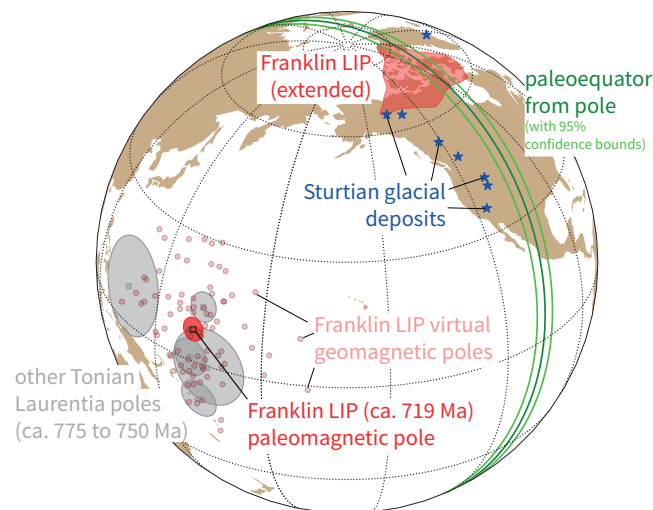 Franklin LIP
(extended)
paleoequator
from pole
(with 95%
confidence bounds)
Sturtian glacial
deposits
Franklin LIP virtual
geomagnetic poles
other Tonian
Laurentia poles
(ca. 775 to 750 Ma)
Franklin LIP (ca. 719 Ma)
paleomagnetic pole